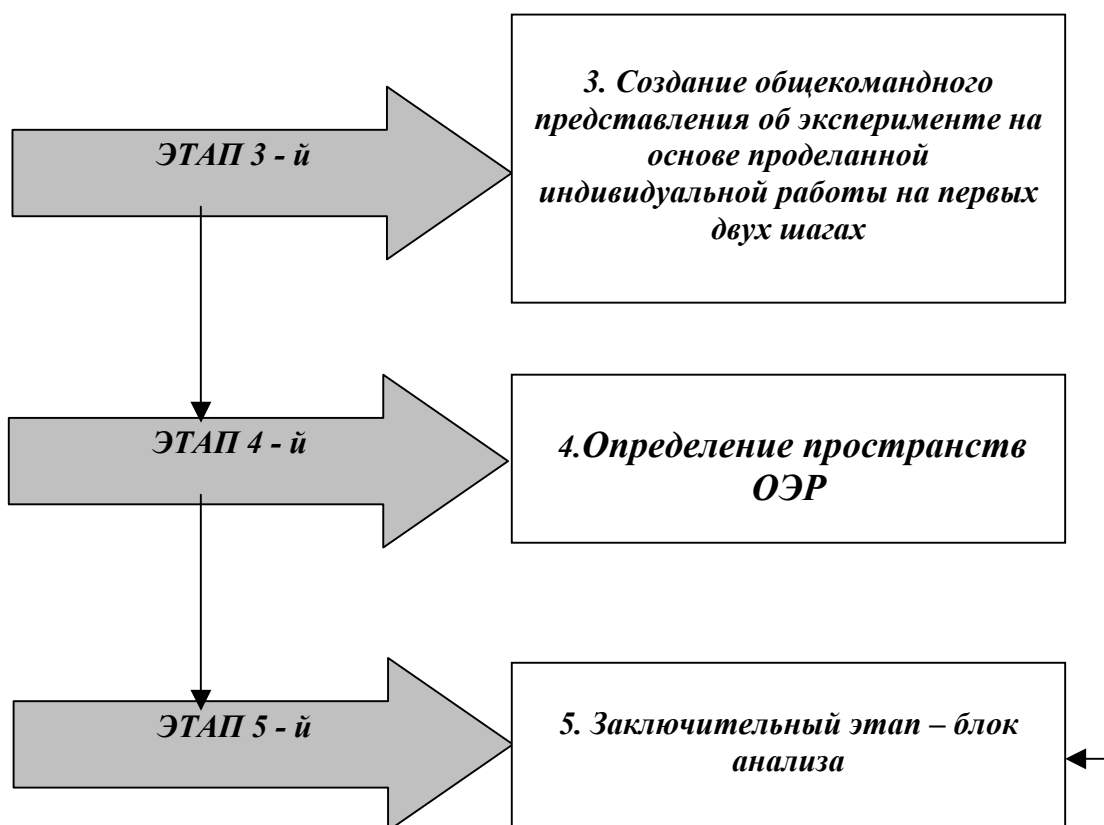 ЭТАП 3 - й
3. Создание общекомандного
представления об эксперименте на
основе проделанной
индивидуальной работы на первых
двух шагах
ЭТАП 4 - й
4.Определение пространств
ОЭР
ЭТАП 5 - й
5. Заключительный этап – блок
анализа